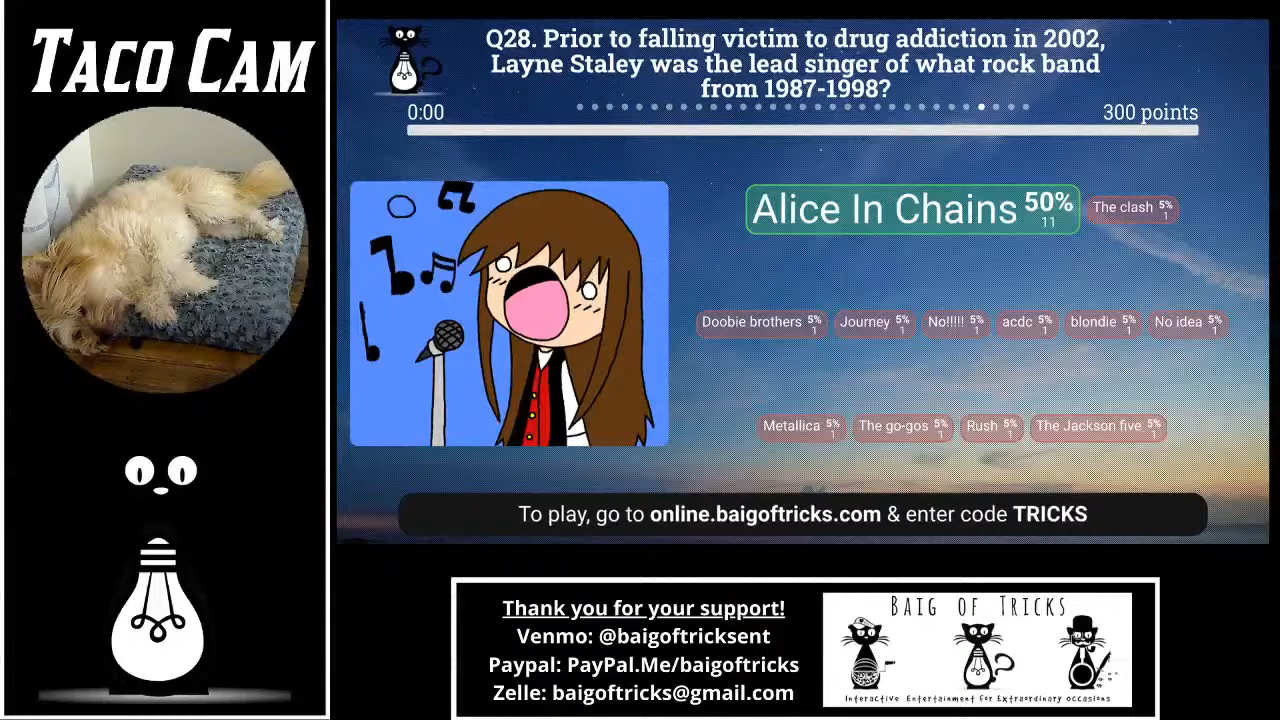 TACO CAM
Q28. Prior to falling victim to drug addiction in 2002,
Layne Staley was the lead singer of what rock band
from 1987-1998?
0:00
300 points
Alice In Chains 50% 11
The clash 5% 1
Doobie brothers 5% 1
Journey 5% 1
No!!!!! 5% 1
acdc 5% 1
blondie 5% 1
No idea 5% 1
Metallica 5% 1
The go-gos 5% 1
Rush 5% 1
The Jackson five 5% 1
To play, go to online.baigoftricks.com & enter code TRICKS
Thank you for your support!
Venmo: @baigoftricksent
Paypal: PayPal.Me/baigoftricks
Zelle: baigoftricks@gmail.com
BAIG OF TRICKS
Interactive Entertainment for Extraordinary occasions